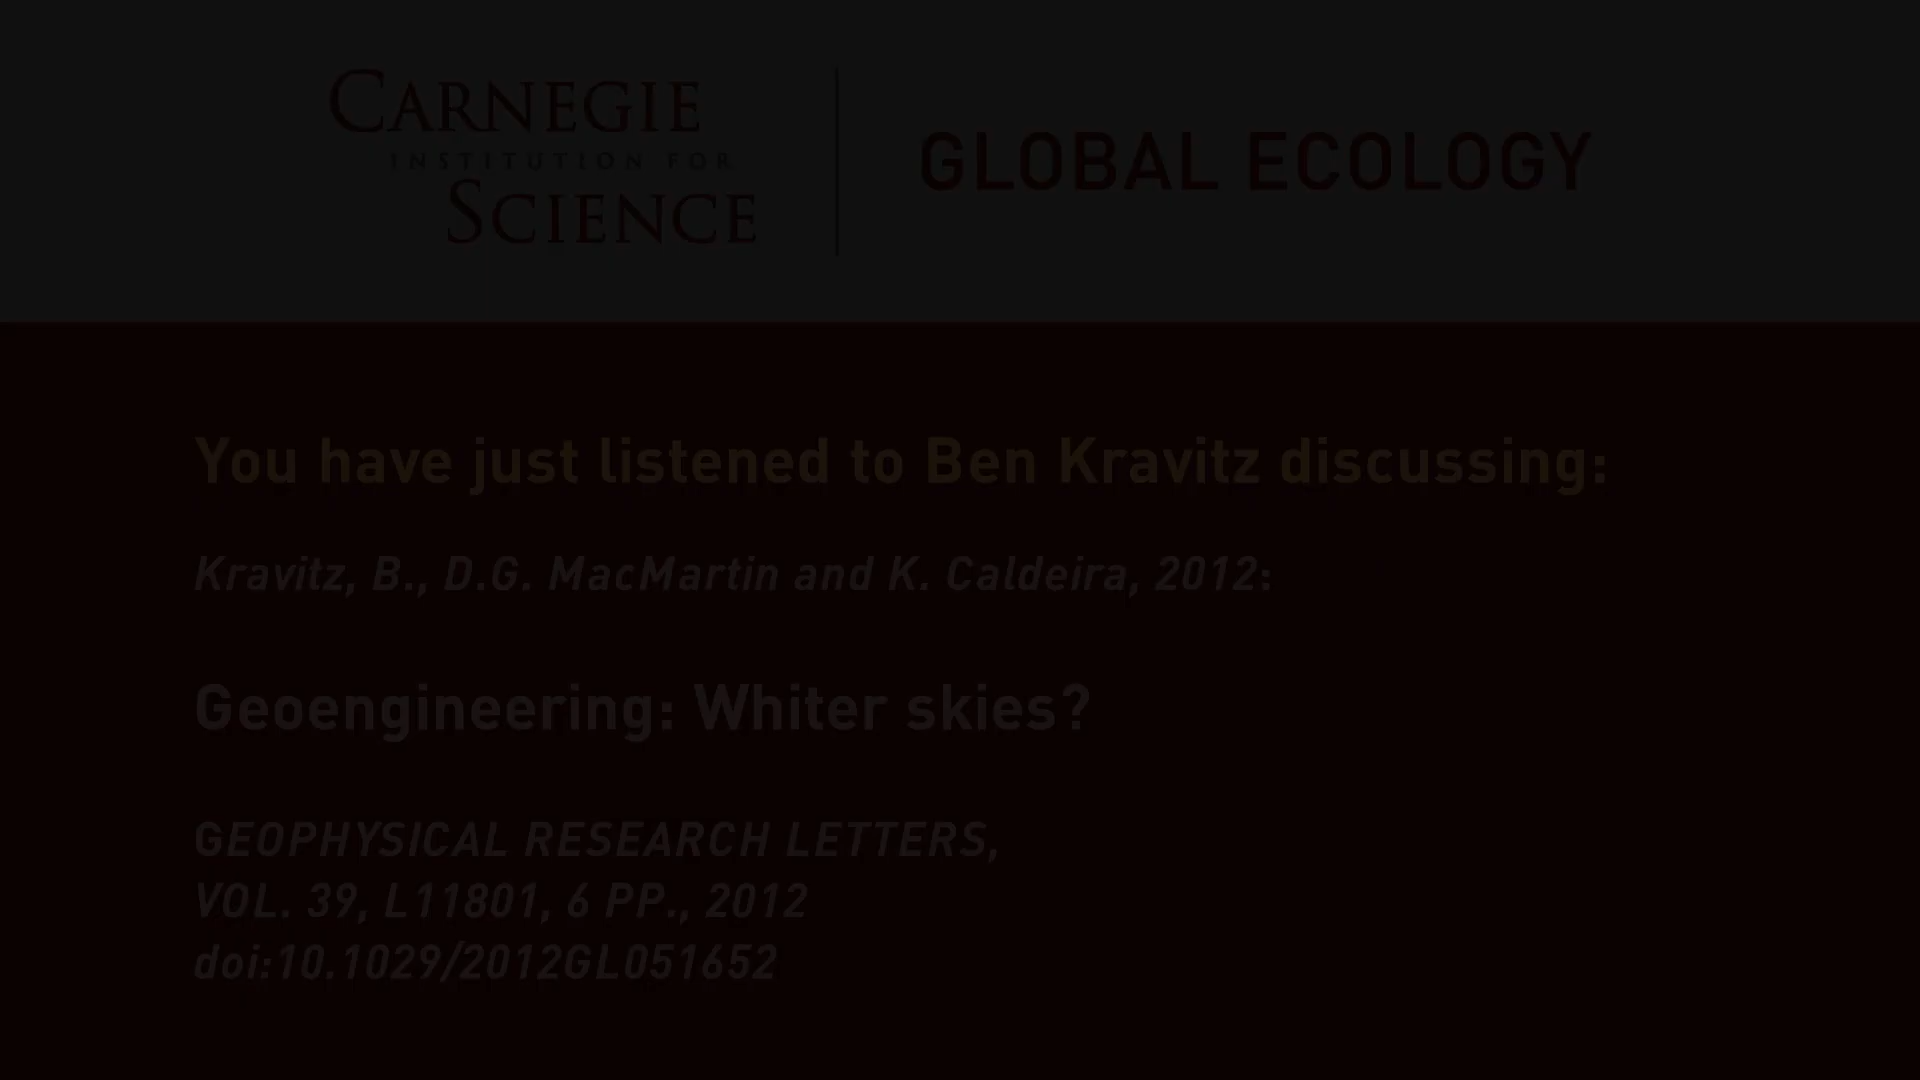 CARNEGIE
INSTITUTION FOR
SCIENCE
GLOBAL ECOLOGY
You have just listened to Ben Kravitz discussing:
Kravitz, B., D.G. MacMartin and K. Caldeira, 2012:
Geoengineering: Whiter skies?
GEOPHYSICAL RESEARCH LETTERS,
VOL. 39, L11801, 6 PP., 2012
doi:10.1029/2012GL051652